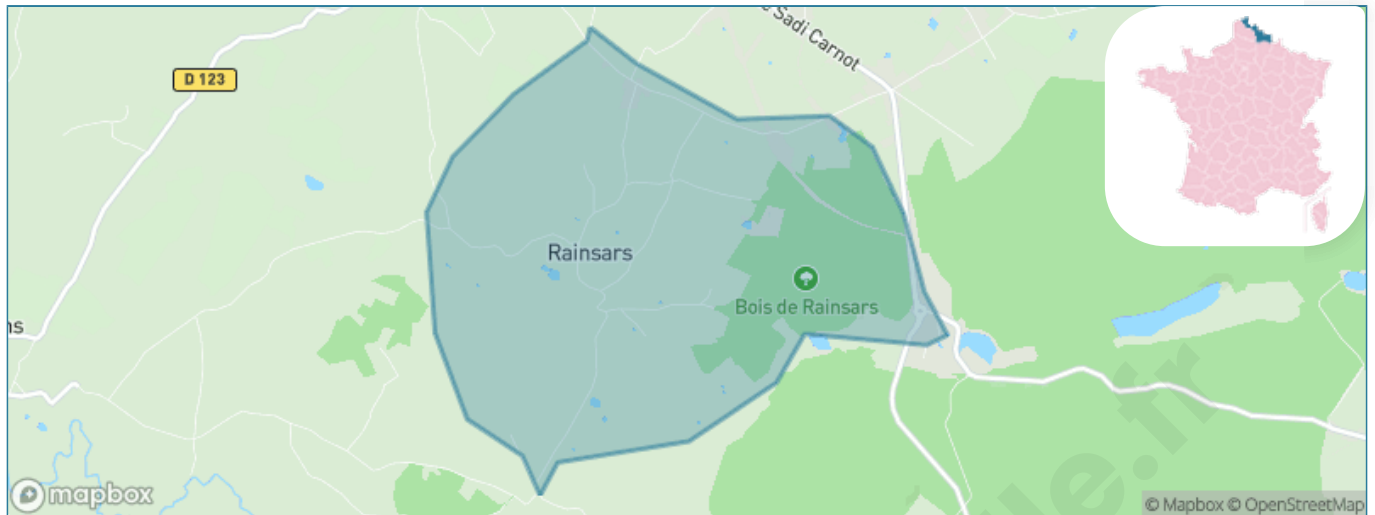 Sadi Carnot
D 123
Rainsars
Bois de Rainsars
ns
mapbox
© Mapbox © OpenStreetMap